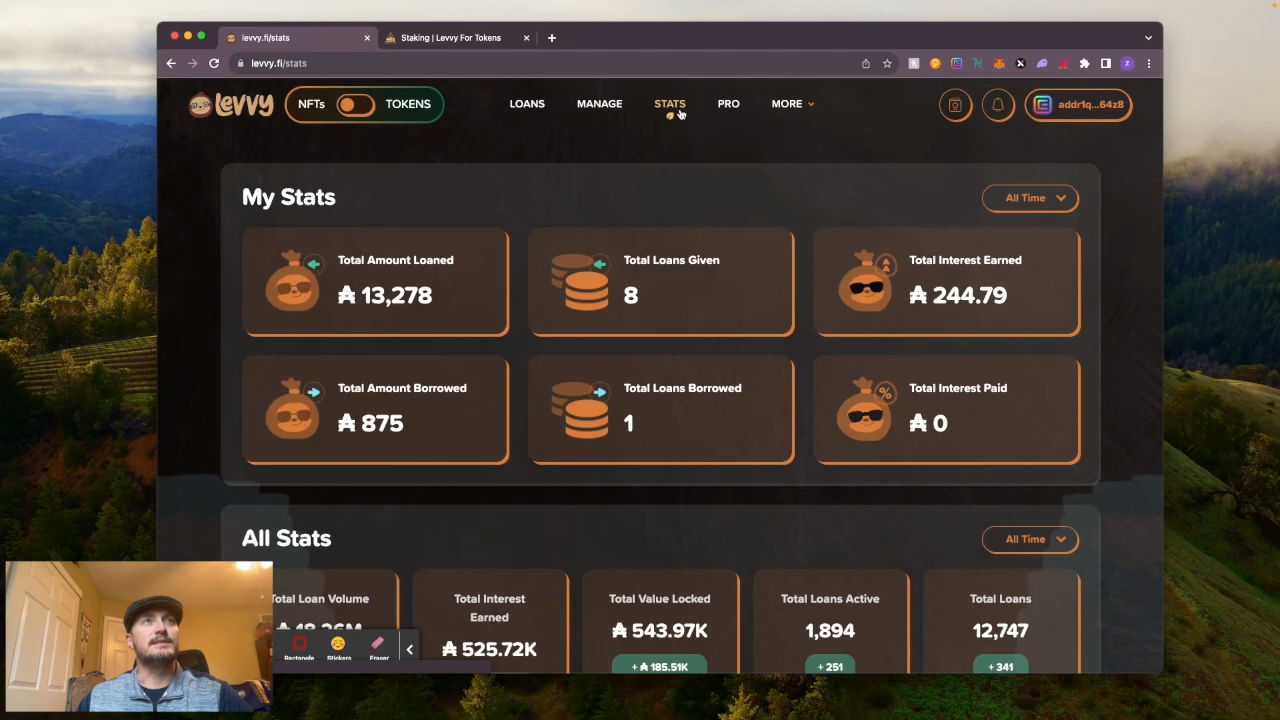 levvy.fi/stats
Staking | Levvy For Tokens
levvy.fi/stats
levvy
NFTs
TOKENS
LOANS
MANAGE
STATS
PRO
MORE
addr1q...64z8
My Stats
All Time
Total Amount Loaned
₳ 13,278
Total Loans Given
8
Total Interest Earned
₳ 244.79
Total Amount Borrowed
₳ 875
Total Loans Borrowed
1
Total Interest Paid
₳ 0
All Stats
All Time
Total Loan Volume
Total Interest
Earned
₳ 525.72K
Total Value Locked
₳ 543.97K
+ ₳ 185.51K
Total Loans Active
1,894
+ 251
Total Loans
12,747
+ 341
Rectangle
Stickers
Eraser